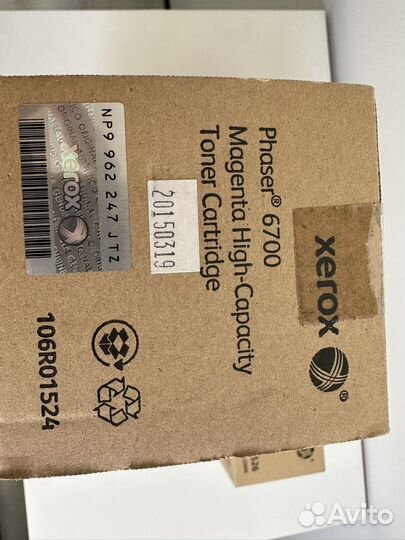 xerox®
Phaser® 6700
Magenta High-Capacity
Toner Cartridge
20150319
NP9 962 247 JTZ
xerox
106R01524
Avito